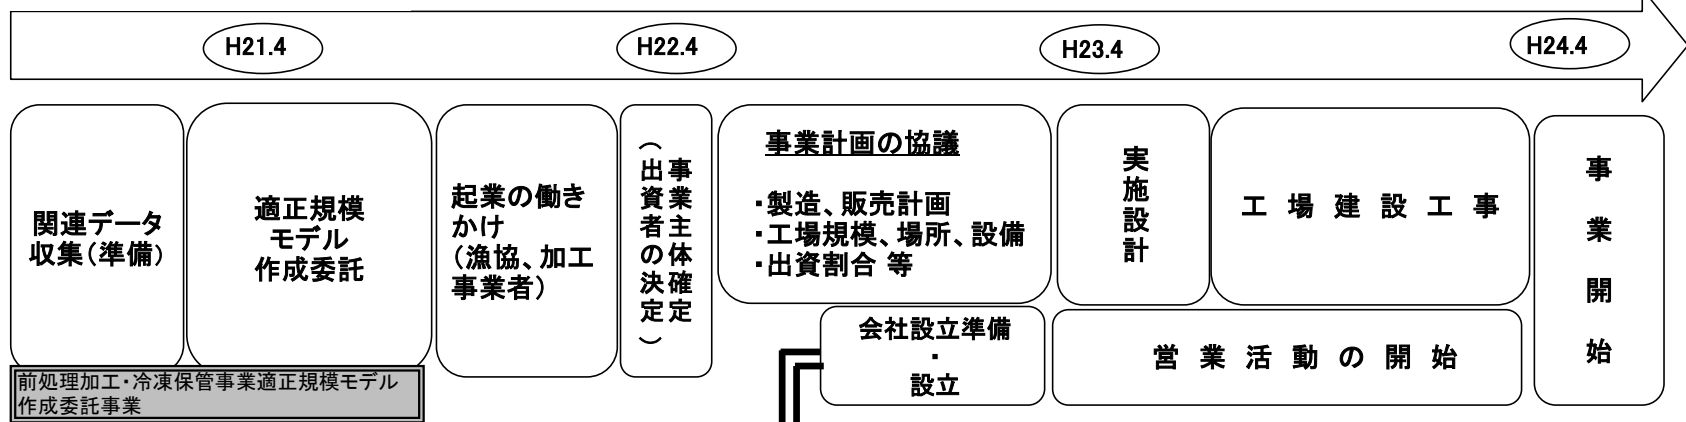 H21.4
H22.4
H23.4
H24.4
関連データ
収集(準備)
適正規模
モデル
作成委託
起業の働き
かけ
(漁協、加工
事業者)
事業主体確定
(出資者の決定)
事業計画の協議
・製造、販売計画
・工場規模、場所、設備
・出資割合 等
実施設計
工場建設工事
事業開始
会社設立準備
・
設立
営業活動の開始
前処理加工・冷凍保管事業適正規模モデル
作成委託事業